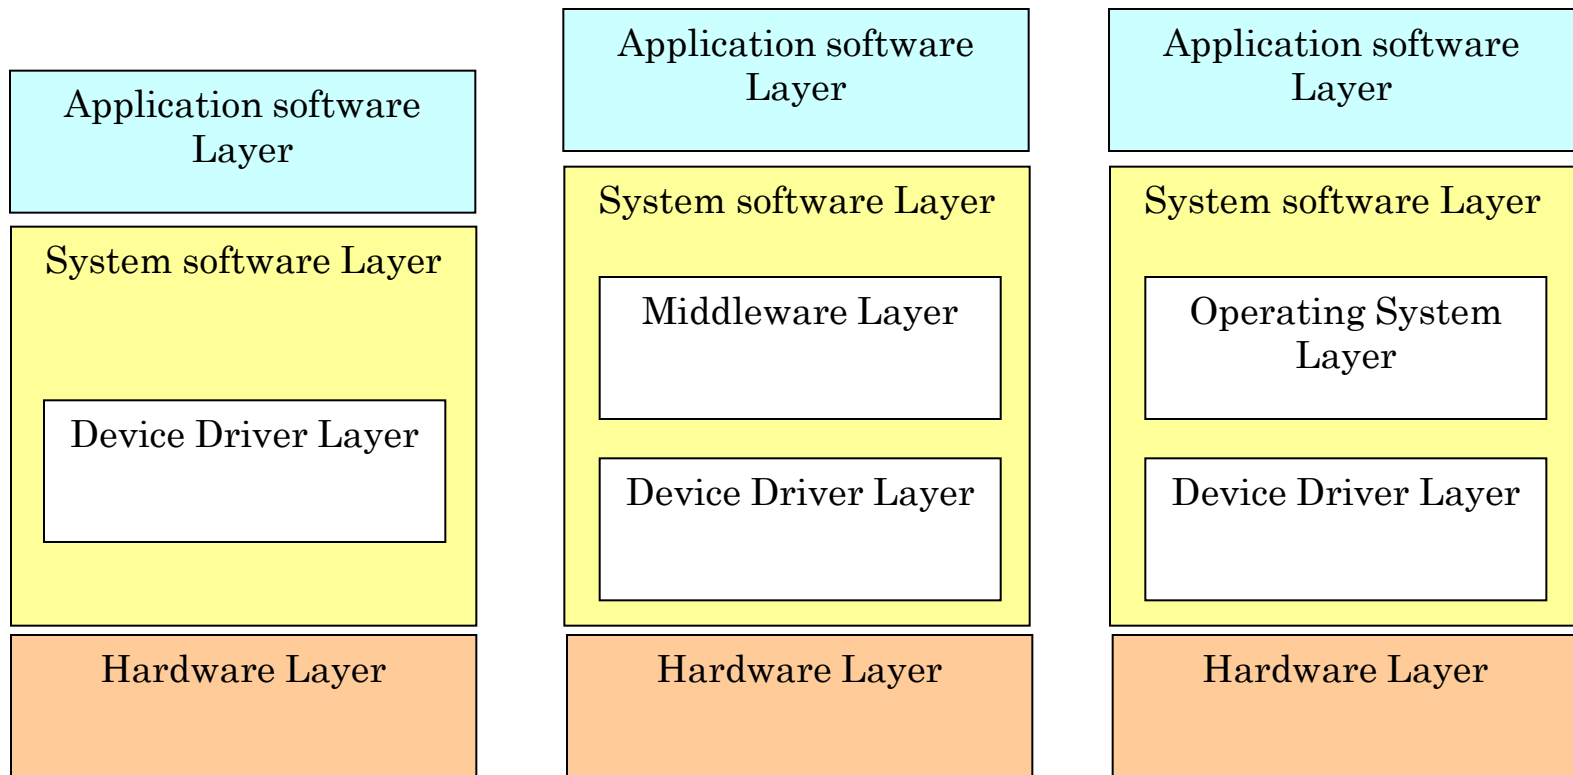 Application software
Layer
System software Layer
Device Driver Layer
Hardware Layer
Application software
Layer
System software Layer
Middleware Layer
Device Driver Layer
Hardware Layer
Application software
Layer
System software Layer
Operating System
Layer
Device Driver Layer
Hardware Layer